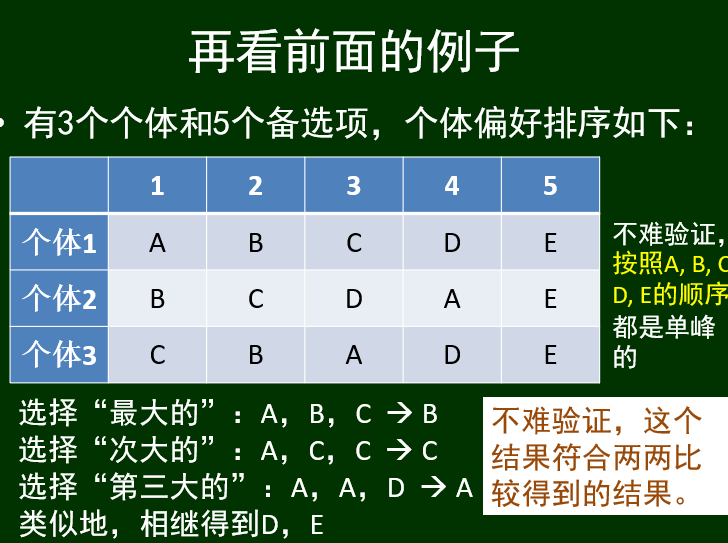 再看前面的例子
• 有3个个体和5个备选项，个体偏好排序如下：
1 2 3 4 5
个体1 A B C D E
个体2 B C D A E
个体3 C B A D E
不难验证，
按照A, B, C
D, E的顺序
都是单峰
的
选择“最大的”：A，B，C → B
选择“次大的”：A，C，C → C
选择“第三大的”：A，A，D → A
类似地，相继得到D，E
不难验证，这个
结果符合两两比
较得到的结果。